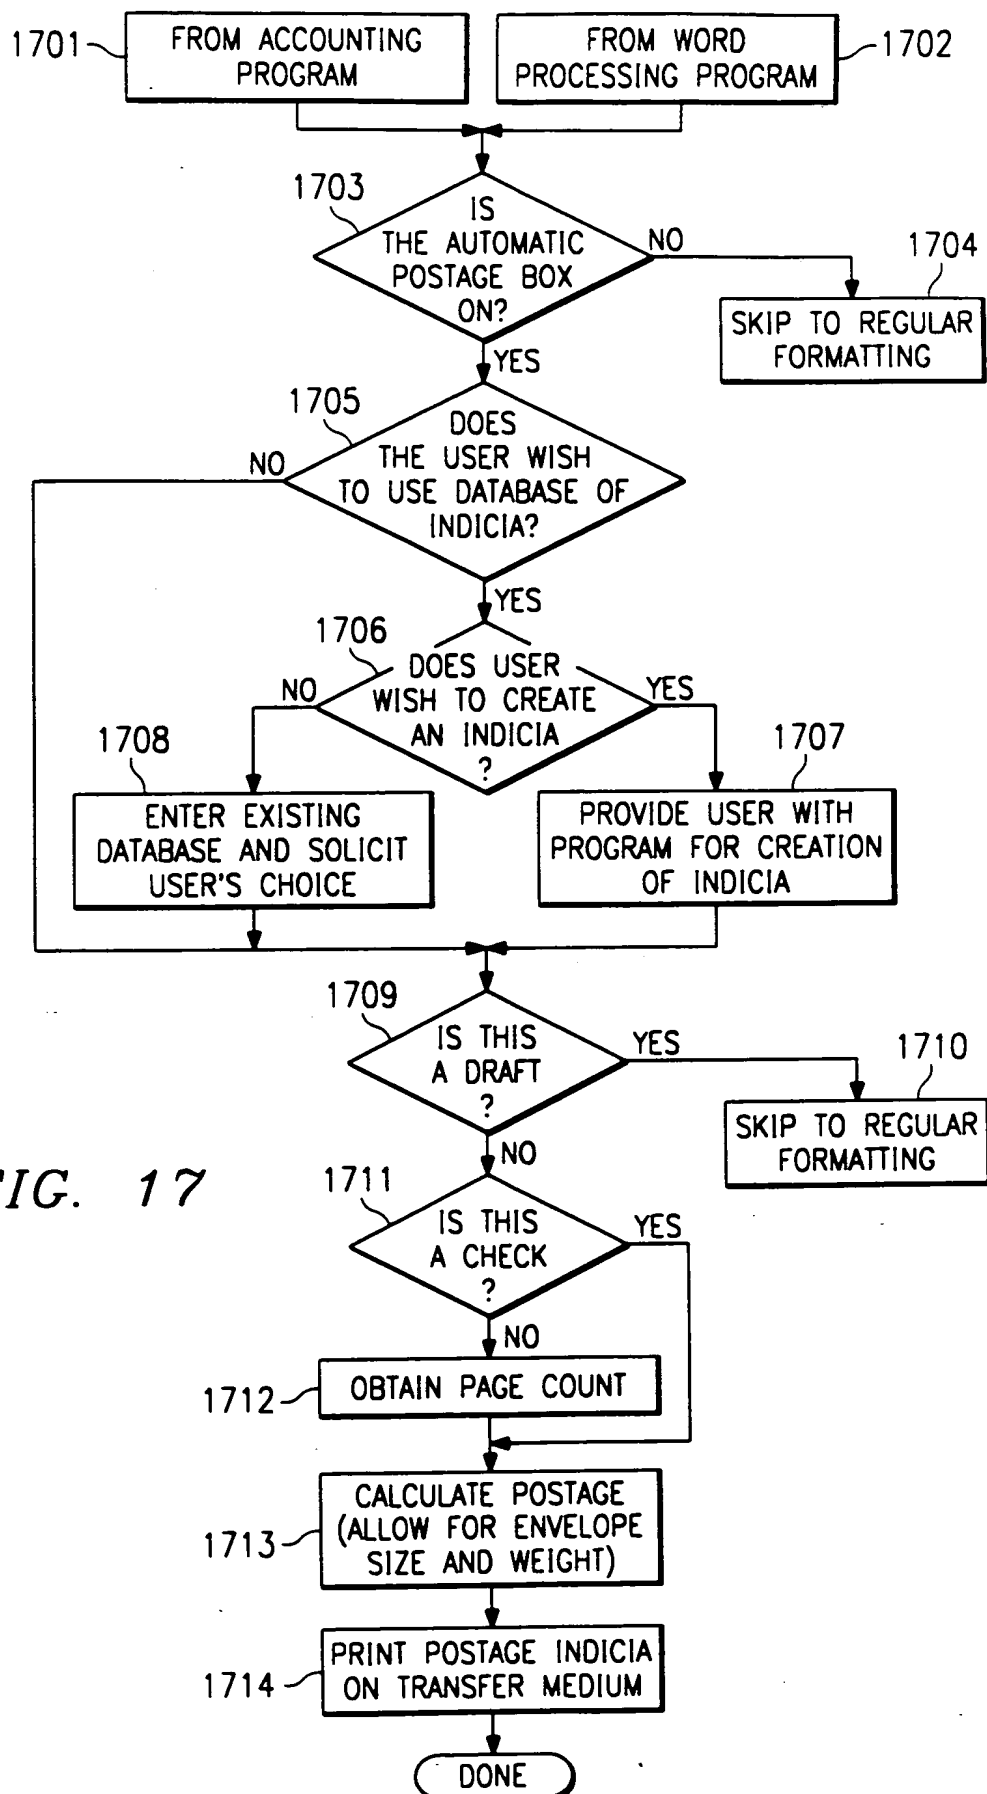 1701
FROM ACCOUNTING
PROGRAM
FROM WORD
PROCESSING PROGRAM
1702
1703
IS
THE AUTOMATIC
POSTAGE BOX
ON?
NO
1704
SKIP TO REGULAR
FORMATTING
YES
1705
DOES
THE USER WISH
TO USE DATABASE OF
INDICIA?
NO
YES
1706
DOES USER
WISH TO CREATE
AN INDICIA
?
NO
YES
1708
ENTER EXISTING
DATABASE AND SOLICIT
USER'S CHOICE
1707
PROVIDE USER WITH
PROGRAM FOR CREATION
OF INDICIA
1709
IS THIS
A DRAFT
?
YES
1710
SKIP TO REGULAR
FORMATTING
NO
FIG. 17
1711
IS THIS
A CHECK
?
YES
NO
1712
OBTAIN PAGE COUNT
1713
CALCULATE POSTAGE
(ALLOW FOR ENVELOPE
SIZE AND WEIGHT)
1714
PRINT POSTAGE INDICIA
ON TRANSFER MEDIUM
DONE